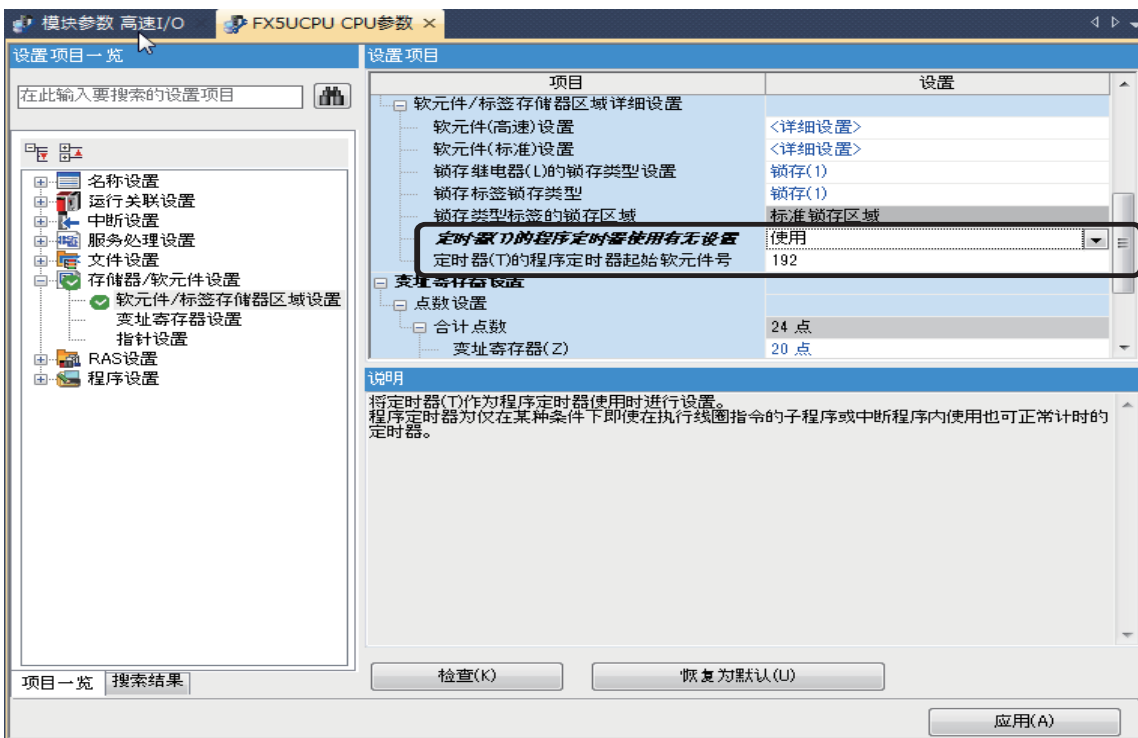 模块参数 高速I/O
FX5UCPU CPU参数
设置项目一览
在此输入要搜索的设置项目
名称设置
运行关联设置
中断设置
服务处理设置
文件设置
存储器/软元件设置
软元件/标签存储器区域设置
变址寄存器设置
指针设置
RAS设置
程序设置
项目一览
搜索结果
设置项目
项目 设置
软元件/标签存储器区域详细设置
软元件(高速)设置 <详细设置>
软元件(标准)设置 <详细设置>
锁存继电器(L)的锁存类型设置 锁存(1)
锁存标签锁存类型 锁存(1)
锁存类型标签的锁存区域 标准锁存区域
定时器(T)的程序定时器使用有无设置 使用
定时器(T)的程序定时器起始软元件号 192
变址寄存器设置
点数设置
合计点数 24 点
变址寄存器(Z) 20 点
说明
将定时器(T)作为程序定时器使用时进行设置。
程序定时器为仅在某种条件下即使在执行线圈指令的子程序或中断程序内使用也可正常计时的
定时器。
检查(K)
恢复为默认(U)
应用(A)